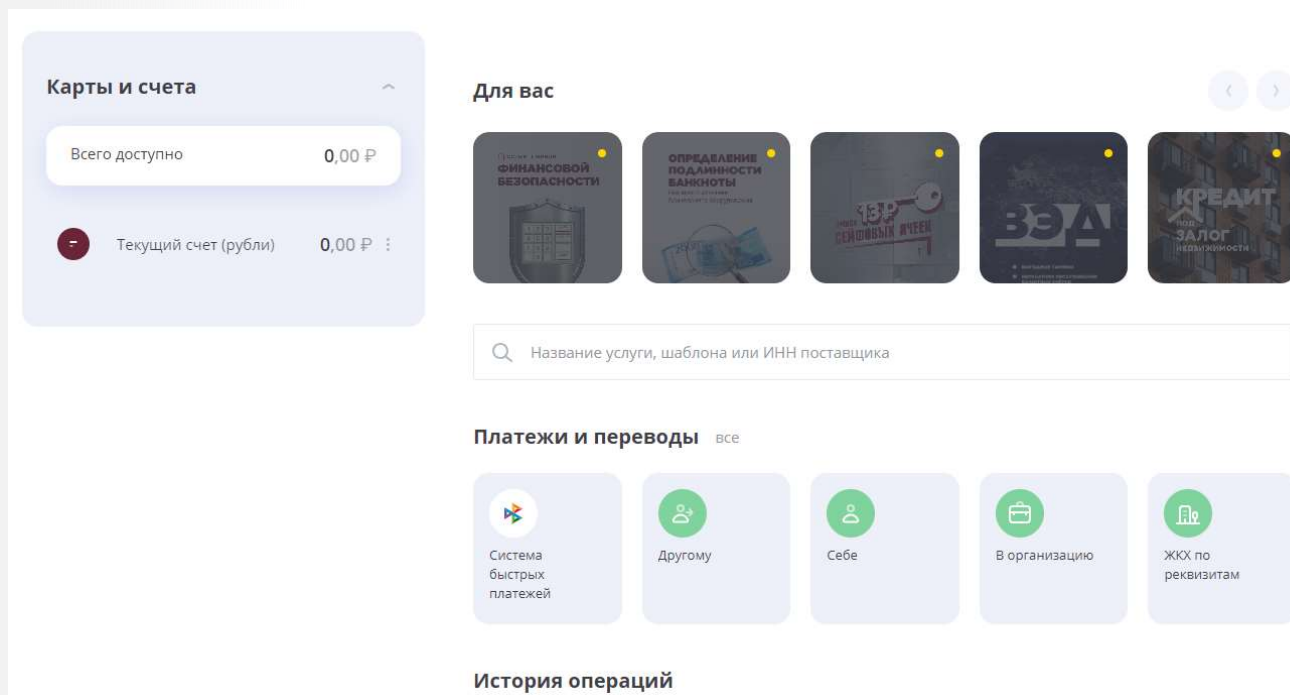 Карты и счета
Всего доступно
0,00 ₽
Текущий счет (рубли)
0,00 ₽
Для вас
ФИНАНСОВОЙ
БЕЗОПАСНОСТИ
ОПРЕДЕЛЕНИЕ
ПОДЛИННОСТИ
БАНКНОТЫ
13₽
СЕЙФОВЫХ ЯЧЕЕК
ВЭД
КРЕДИТ
ПОД
ЗАЛОГ
НЕДВИЖИМОСТИ
Название услуги, шаблона или ИНН поставщика
Платежи и переводы все
Система
быстрых
платежей
Другому
Себе
В организацию
ЖКХ по
реквизитам
История операций